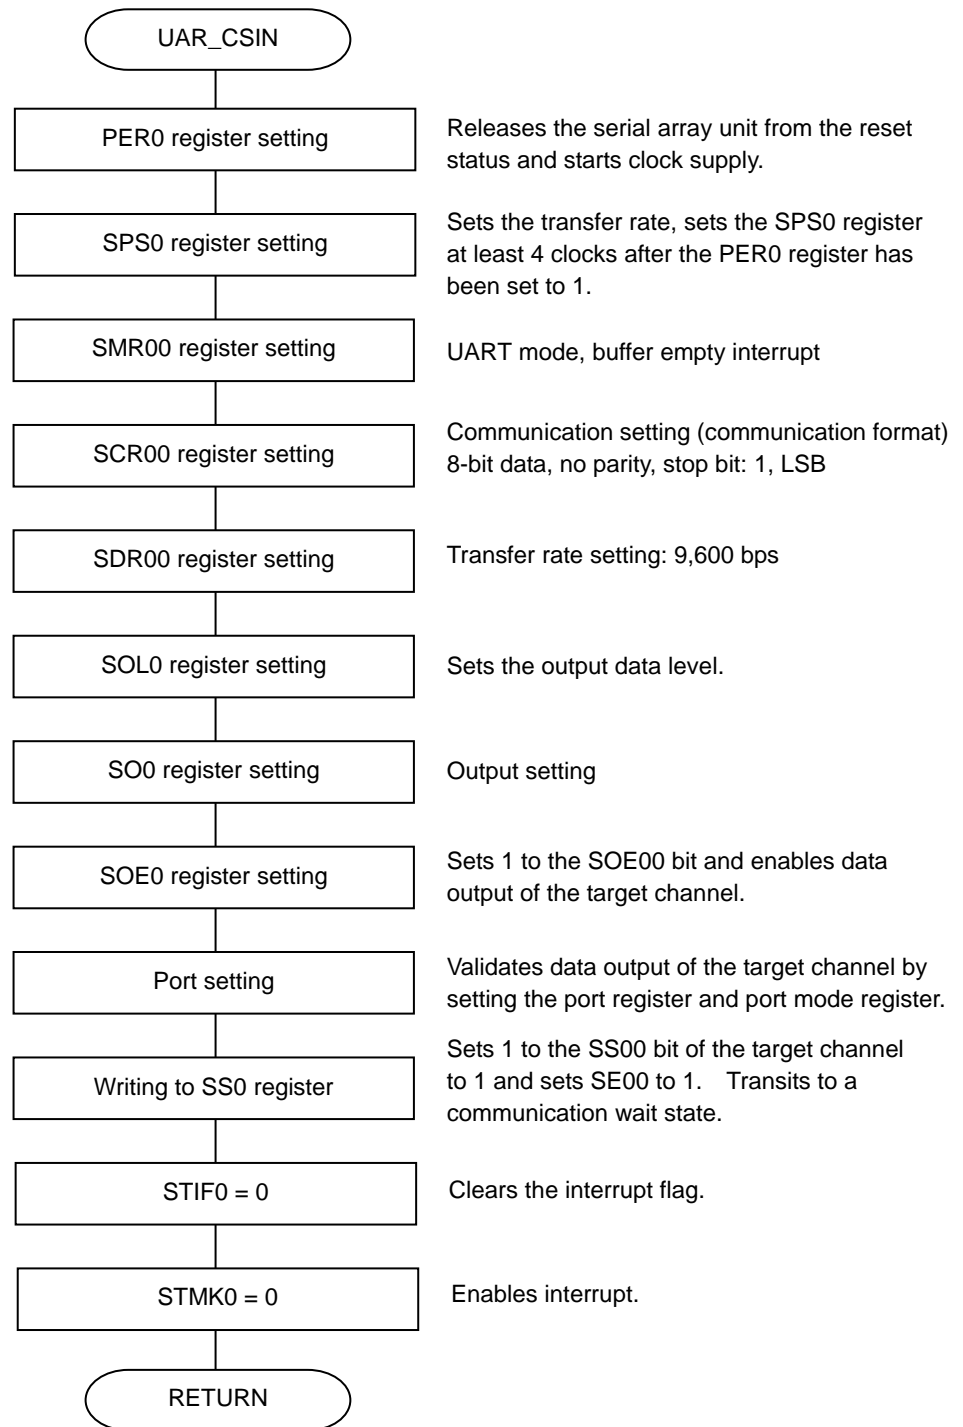 UAR_CSIN
PER0 register setting
Releases the serial array unit from the reset
status and starts clock supply.
SPS0 register setting
Sets the transfer rate, sets the SPS0 register
at least 4 clocks after the PER0 register has
been set to 1.
SMR00 register setting
UART mode, buffer empty interrupt
SCR00 register setting
Communication setting (communication format)
8-bit data, no parity, stop bit: 1, LSB
SDR00 register setting
Transfer rate setting: 9,600 bps
SOL0 register setting
Sets the output data level.
SO0 register setting
Output setting
SOE0 register setting
Sets 1 to the SOE00 bit and enables data
output of the target channel.
Port setting
Validates data output of the target channel by
setting the port register and port mode register.
Writing to SS0 register
Sets 1 to the SS00 bit of the target channel
to 1 and sets SE00 to 1. Transits to a
communication wait state.
STIF0 = 0
Clears the interrupt flag.
STMK0 = 0
Enables interrupt.
RETURN